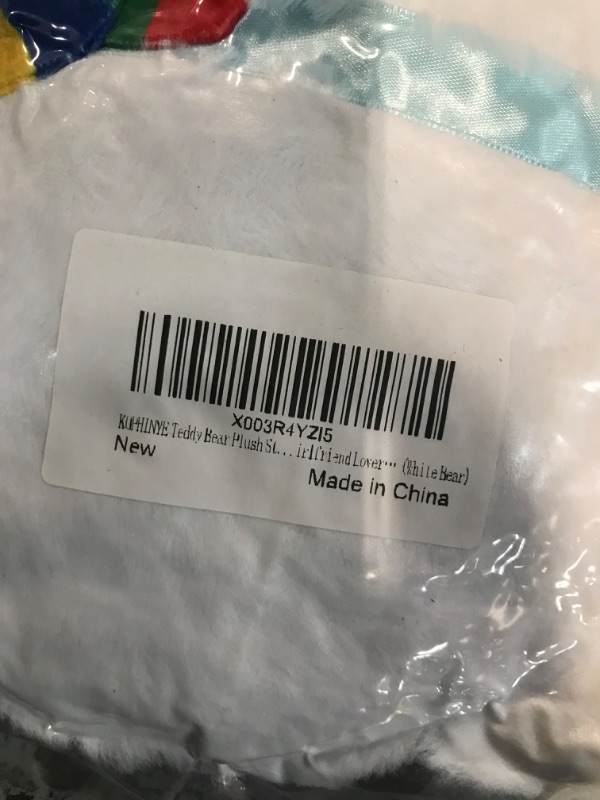 X003R4YZI5
KUPHINYE Teddy Bear Plush St... irlfriend Lover··· (White Bear)
New
Made in China